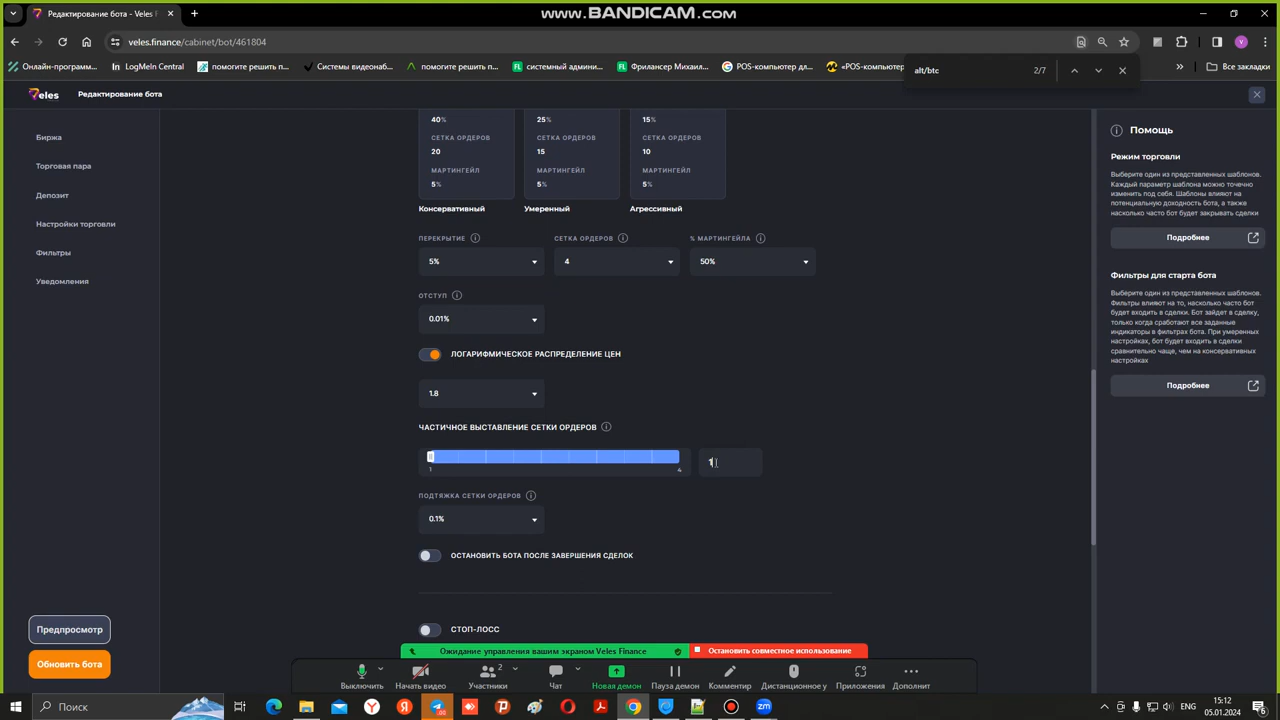 www.BANDICAM.com
Редактирование бота – Veles F
veles.finance/cabinet/bot/461804
Онлайн-программ...
LogMeIn Central
помогите решить п...
Системы видеонаб...
помогите решить...
системный админи...
Фрилансер Михаил...
POS-компьютер дл...
«POS-компьютер
Все закладки
alt/btc
2/7
Veles
Редактирование бота
Биржа
Торговая пара
Депозит
Настройки торговли
Фильтры
Уведомления
Предпросмотр
Обновить бота
40%
25%
15%
СЕТКА ОРДЕРОВ
СЕТКА ОРДЕРОВ
СЕТКА ОРДЕРОВ
20
15
10
МАРТИНГЕЙЛ
МАРТИНГЕЙЛ
МАРТИНГЕЙЛ
5%
5%
5%
Консервативный
Умеренный
Агрессивный
ПЕРЕКРЫТИЕ
СЕТКА ОРДЕРОВ
% МАРТИНГЕЙЛА
5%
4
50%
ОТСТУП
0.01%
ЛОГАРИФМИЧЕСКОЕ РАСПРЕДЕЛЕНИЕ ЦЕН
1.8
ЧАСТИЧНОЕ ВЫСТАВЛЕНИЕ СЕТКИ ОРДЕРОВ
1
4
1
ПОДТЯЖКА СЕТКИ ОРДЕРОВ
0.1%
ОСТАНОВИТЬ БОТА ПОСЛЕ ЗАВЕРШЕНИЯ СДЕЛОК
СТОП-ЛОСС
Помощь
Режим торговли
Выберите один из представленных шаблонов.
Каждый параметр шаблона можно точечно
изменить под себя. Шаблоны влияют на
потенциальную доходность бота, а также
насколько часто бот будет закрывать сделки
Подробнее
Фильтры для старта бота
Выберите один из представленных шаблонов.
Фильтры влияют на то, насколько часто бот
будет входить в сделки. Бот зайдет в сделку,
только когда сработают все заданные
индикаторы в фильтрах бота. При умеренных
настройках, бот будет входить в сделки
сравнительно чаще, чем на консервативных
настройках
Подробнее
Ожидание управления вашим экраном Veles Finance
Остановить совместное использование
Выключить
Начать видео
2
Участники
Чат
Новая демон
Пауза демон
Комментир
Дистанционное у
Приложения
Дополнит
Поиск
15:12
05.01.2024